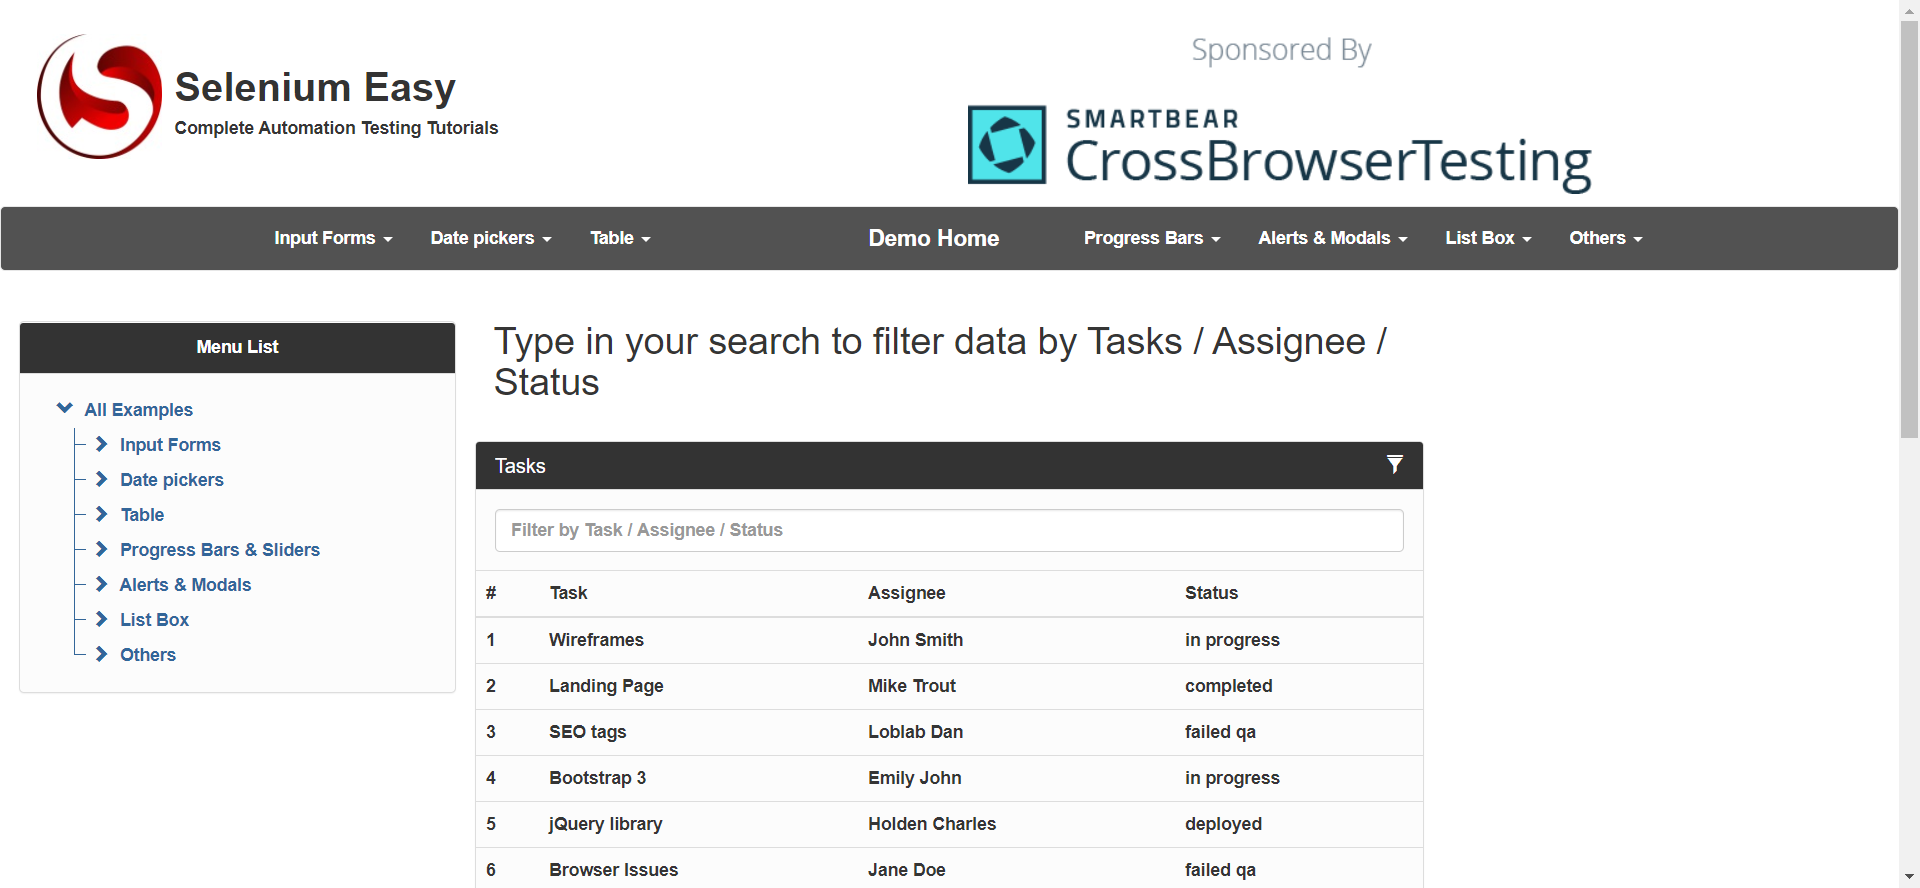 Selenium Easy
Complete Automation Testing Tutorials
Sponsored By
SMARTBEAR
CrossBrowserTesting
Input Forms Date pickers Table Demo Home Progress Bars Alerts & Modals List Box Others
Menu List
All Examples
Input Forms
Date pickers
Table
Progress Bars & Sliders
Alerts & Modals
List Box
Others
Type in your search to filter data by Tasks / Assignee /
Status
Tasks
Filter by Task / Assignee / Status
# Task Assignee Status
1 Wireframes John Smith in progress
2 Landing Page Mike Trout completed
3 SEO tags Loblab Dan failed qa
4 Bootstrap 3 Emily John in progress
5 jQuery library Holden Charles deployed
6 Browser Issues Jane Doe failed qa